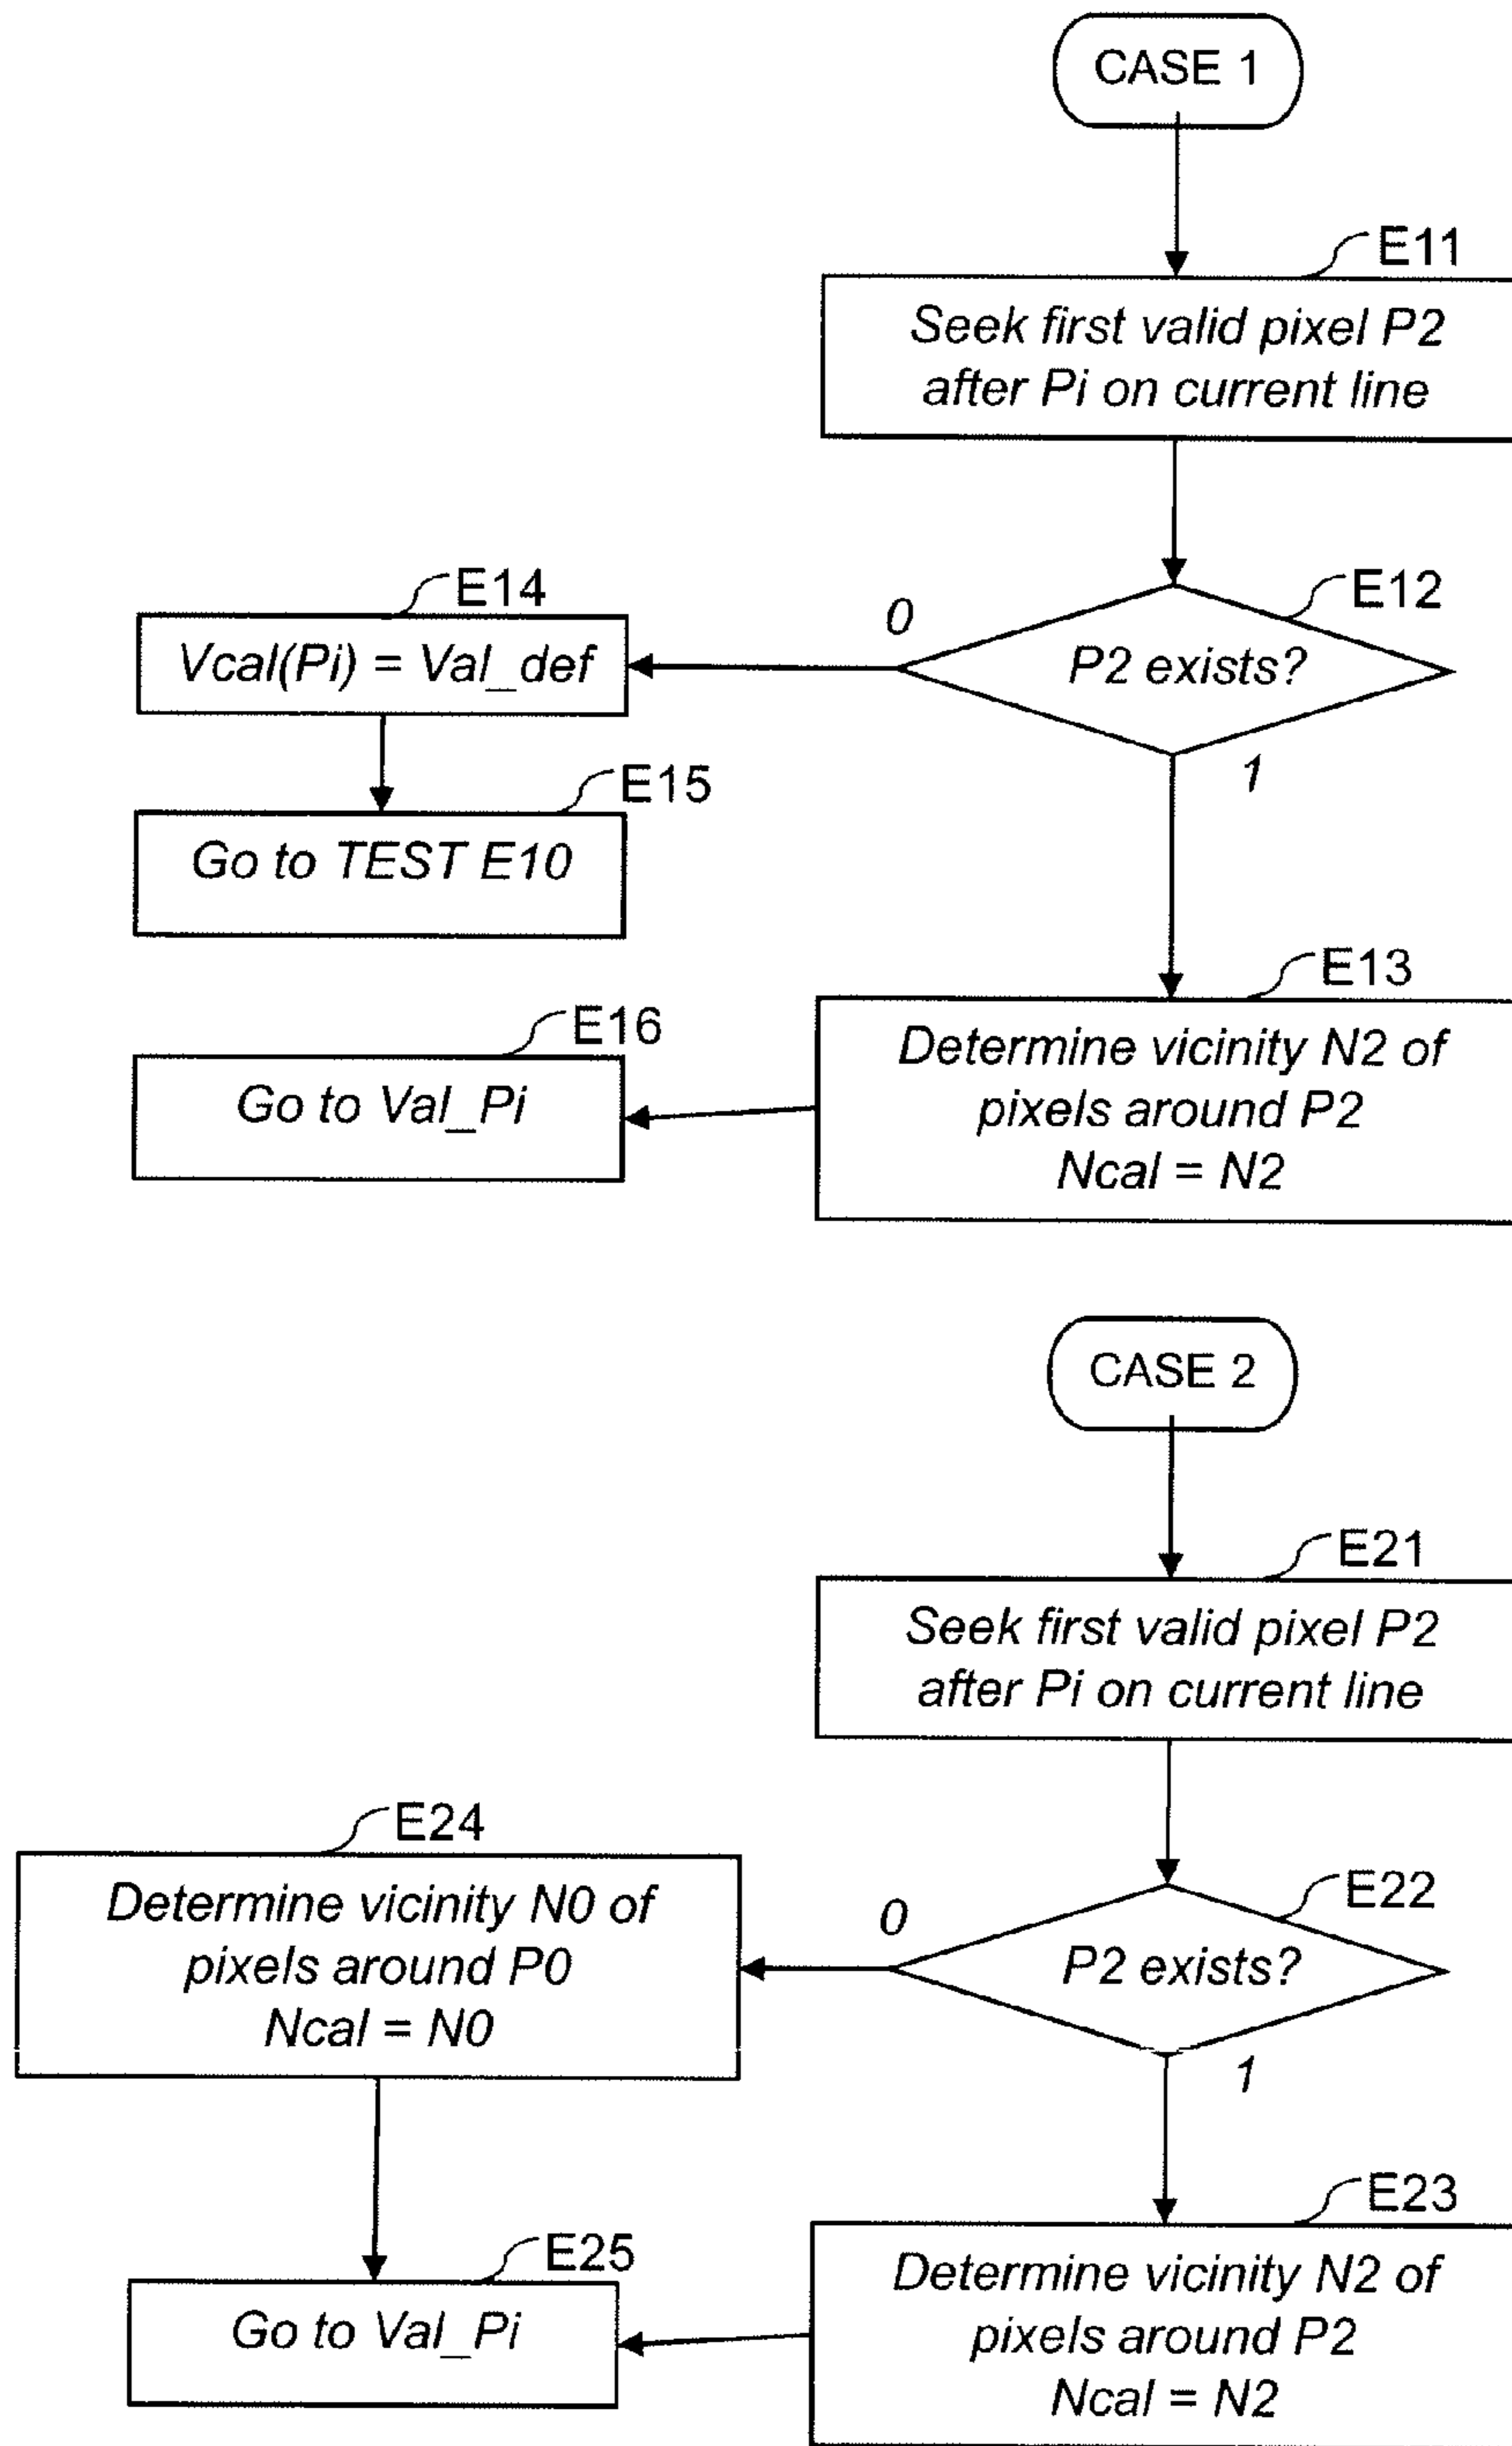 CASE 1
E11
Seek first valid pixel P2
after Pi on current line
E12
P2 exists?
0
1
E14
Vcal(Pi) = Val_def
E15
Go to TEST E10
E13
Determine vicinity N2 of
pixels around P2
Ncal = N2
E16
Go to Val_Pi
CASE 2
E21
Seek first valid pixel P2
after Pi on current line
E22
P2 exists?
0
1
E24
Determine vicinity N0 of
pixels around P0
Ncal = N0
E23
Determine vicinity N2 of
pixels around P2
Ncal = N2
E25
Go to Val_Pi